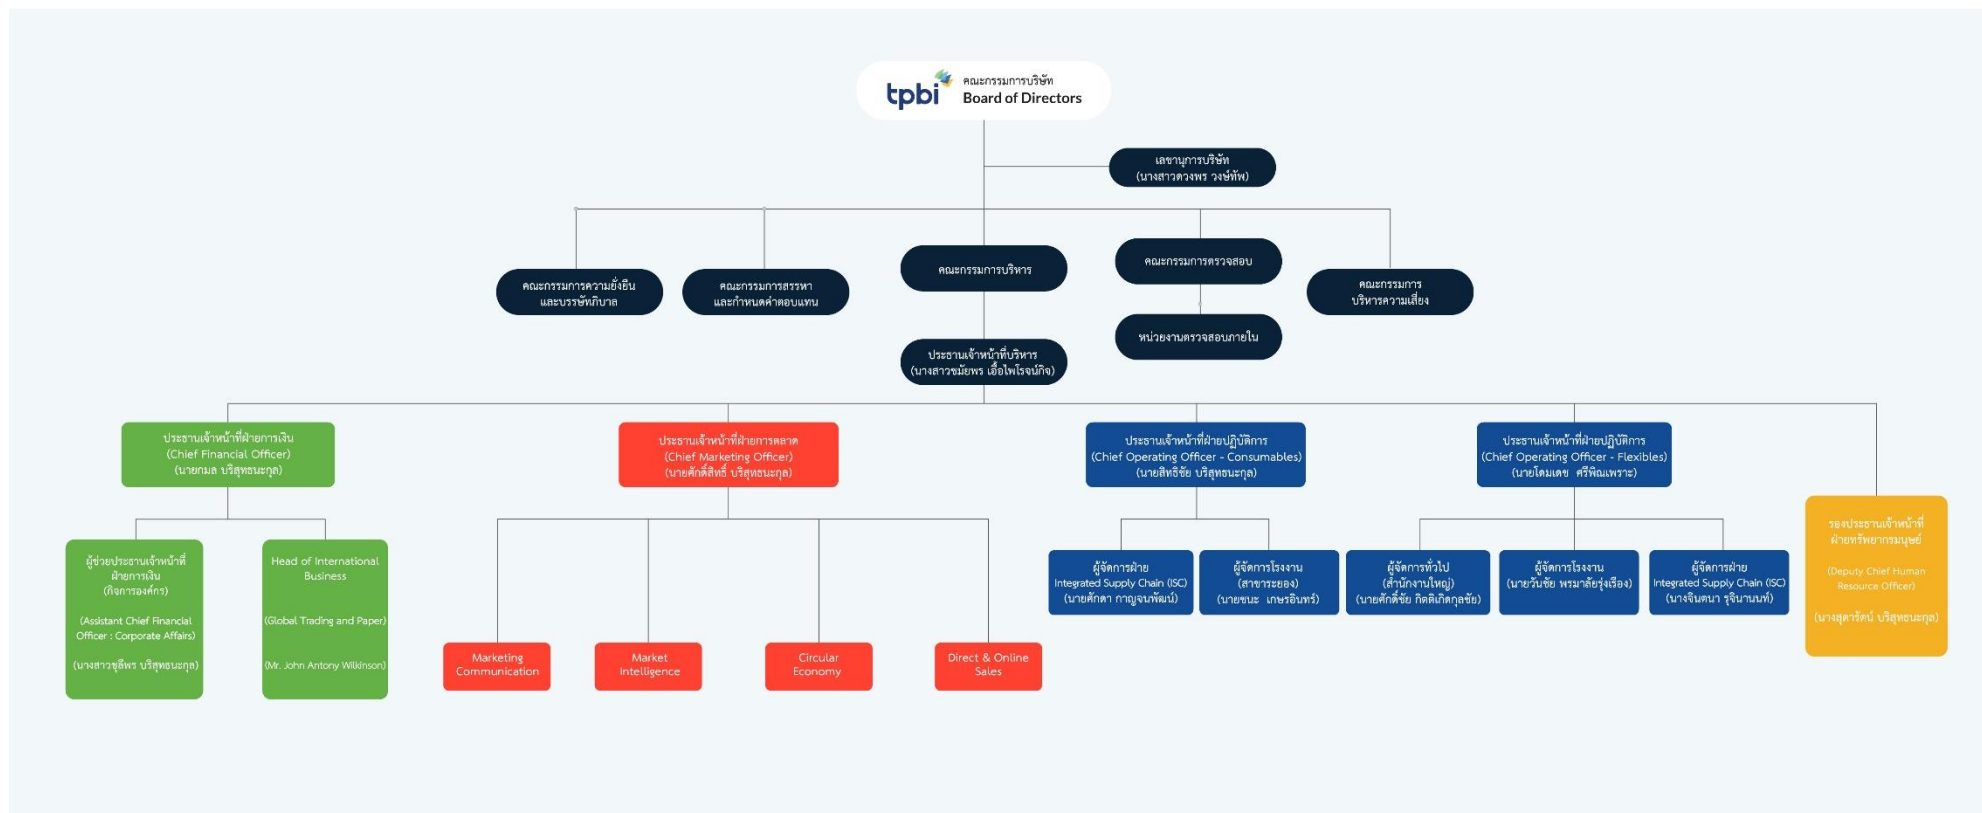 tpbi
คณะกรรมการบริษัท
Board of Directors
เลขานุการบริษัท
(นางสาวดวงพร วงษ์ทัพ)
คณะกรรมการความยั่งยืน
และบรรษัทภิบาล
คณะกรรมการสรรหา
และกำหนดค่าตอบแทน
คณะกรรมการบริหาร
คณะกรรมการตรวจสอบ
คณะกรรมการ
บริหารความเสี่ยง
หน่วยงานตรวจสอบภายใน
ประธานเจ้าหน้าที่บริหาร
(นางสาวชมัยพร เอื้อไพโรจน์กิจ)
ประธานเจ้าหน้าที่ฝ่ายการเงิน
(Chief Financial Officer)
(นายกมล บริสุทธนะกุล)
ประธานเจ้าหน้าที่ฝ่ายการตลาด
(Chief Marketing Officer)
(นายศักดิ์สิทธิ์ บริสุทธนะกุล)
ประธานเจ้าหน้าที่ฝ่ายปฏิบัติการ
(Chief Operating Officer - Consumables)
(นายสิทธิชัย บริสุทธนะกุล)
ประธานเจ้าหน้าที่ฝ่ายปฏิบัติการ
(Chief Operating Officer - Flexibles)
(นายโดมเดช ศรีพิณเพราะ)
รองประธานเจ้าหน้าที่
ฝ่ายทรัพยากรมนุษย์
(Deputy Chief Human
Resource Officer)
(นางสุดารัตน์ บริสุทธนะกุล)
ผู้ช่วยประธานเจ้าหน้าที่
ฝ่ายการเงิน
(กิจการองค์กร)
(Assistant Chief Financial
Officer : Corporate Affairs)
(นางสาวชุลีพร บริสุทธนะกุล)
Head of International
Business
(Global Trading and Paper)
(Mr. John Antony Wilkinson)
Marketing
Communication
Market
Intelligence
Circular
Economy
Direct & Online
Sales
ผู้จัดการฝ่าย
Integrated Supply Chain (ISC)
(นายศักดา กาญจนพัฒน์)
ผู้จัดการโรงงาน
(สาขาระยอง)
(นายชนะ เกษรอินทร์)
ผู้จัดการทั่วไป
(สำนักงานใหญ่)
(นายศักดิ์ชัย กิตติเกิดกุลชัย)
ผู้จัดการโรงงาน
(นายวันชัย พรมาลัยรุ่งเรือง)
ผู้จัดการฝ่าย
Integrated Supply Chain (ISC)
(นางจินตนา รุจินานนท์)